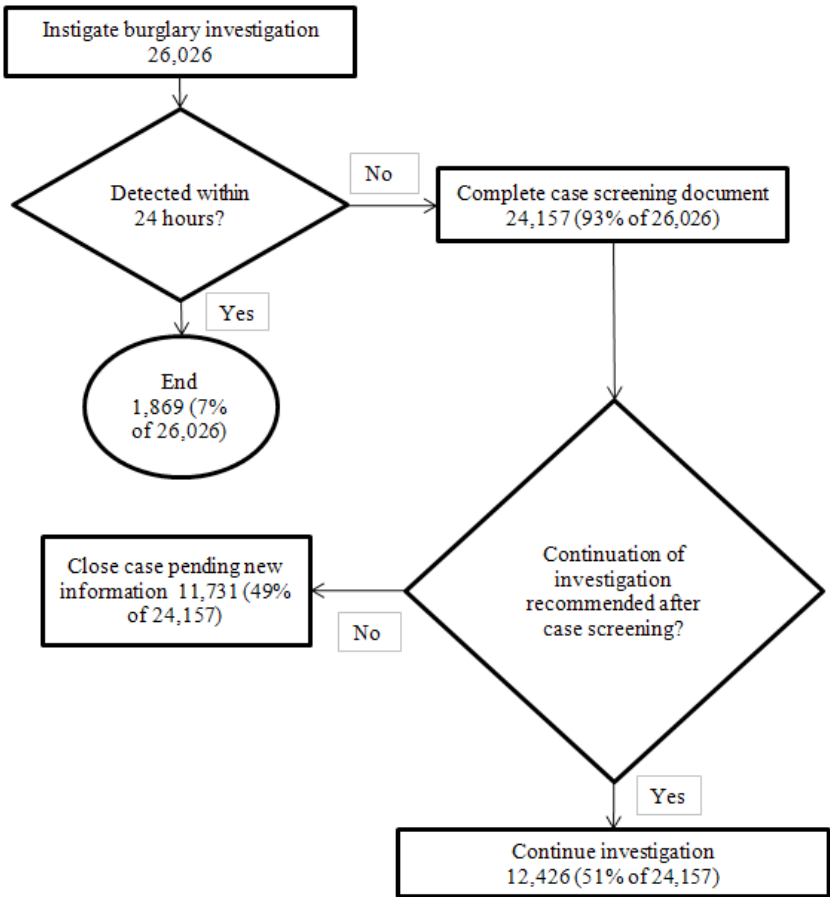 Instigate burglary investigation
26,026
Detected within
24 hours?
No
Complete case screening document
24,157 (93% of 26,026)
Yes
End
1,869 (7%
of 26,026)
Continuation of
investigation
recommended after
case screening?
No
Close case pending new
information 11,731 (49%
of 24,157)
Yes
Continue investigation
12,426 (51% of 24,157)